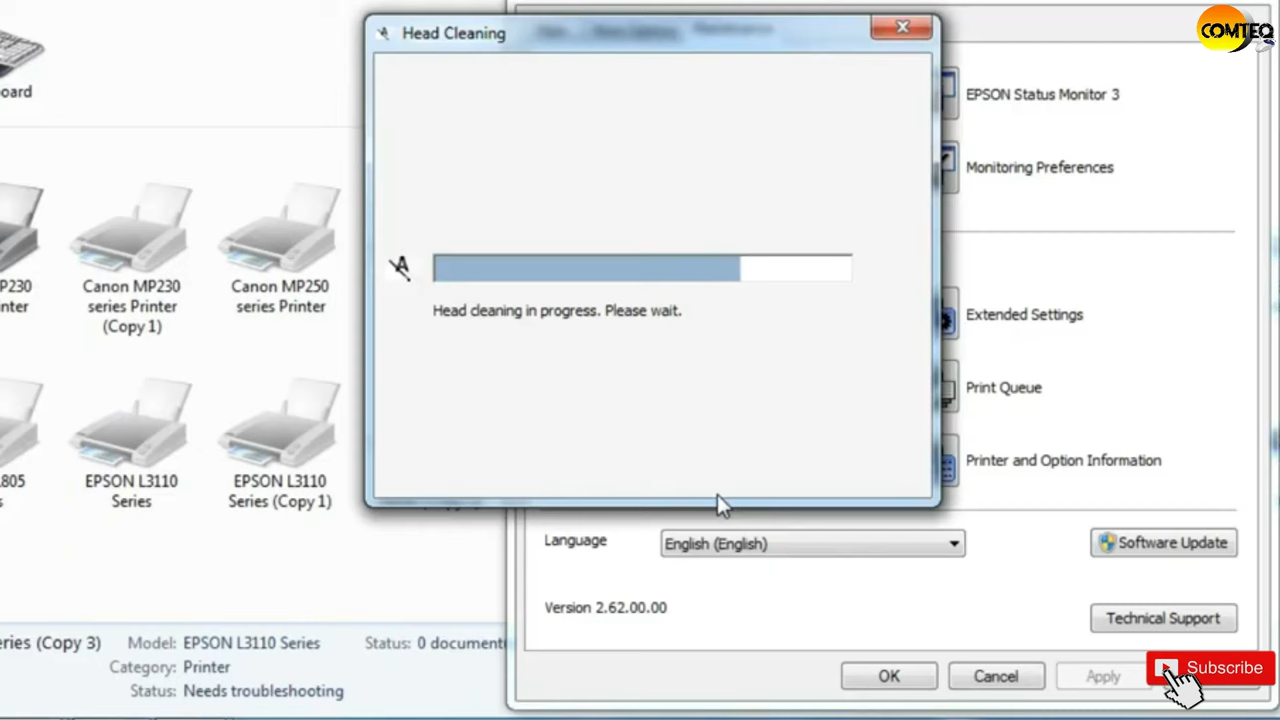 Head Cleaning
COMTEQ
oard
EPSON Status Monitor 3
Monitoring Preferences
P230
nter
Canon MP230
series Printer
(Copy 1)
Canon MP250
series Printer
Head cleaning in progress. Please wait.
Extended Settings
Print Queue
Printer and Option Information
.805
s
EPSON L3110
Series
EPSON L3110
Series (Copy 1)
Language
English (English)
Software Update
Version 2.62.00.00
Technical Support
eries (Copy 3)
Model: EPSON L3110 Series
Status: 0 document(
Category: Printer
Status: Needs troubleshooting
OK
Cancel
Apply
Subscribe